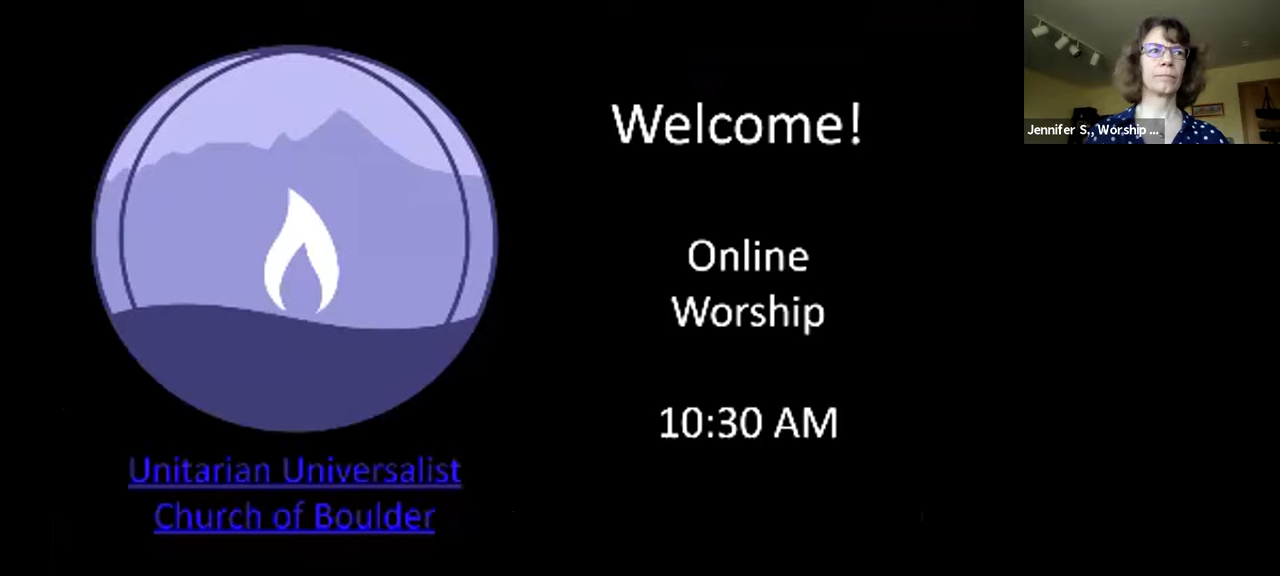 Welcome!
Online
Worship
10:30 AM
Unitarian Universalist
Church of Boulder
Jennifer S., Worship ...